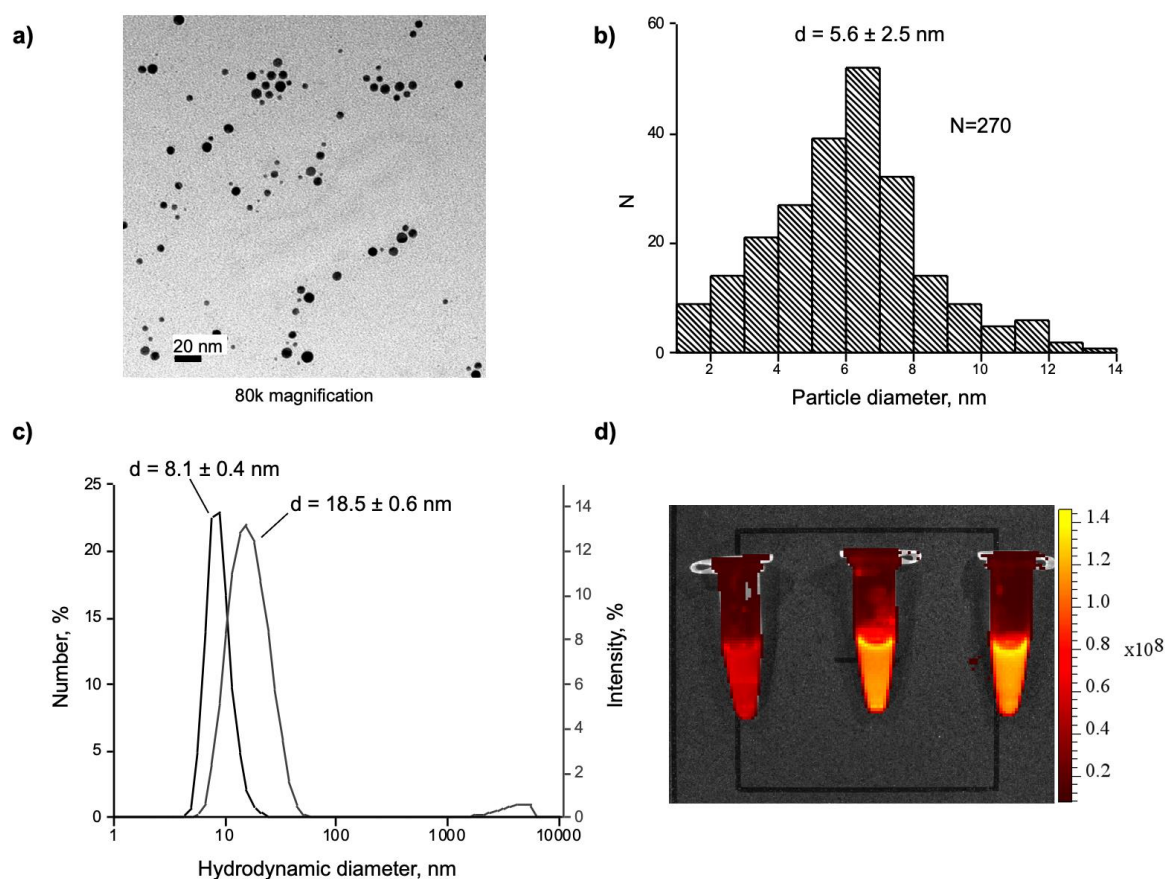 a)
20 nm
80k magnification
b)
d = 5.6 ± 2.5 nm
N=270
60
40
20
0
N
2 4 6 8 10 12 14
Particle diameter, nm
c)
d = 8.1 ± 0.4 nm
d = 18.5 ± 0.6 nm
25
20
15
10
5
0
Number, %
14
12
10
8
6
4
2
0
Intensity, %
1 10 100 1000 10000
Hydrodynamic diameter, nm
d)
1.4
1.2
1.0
0.8
0.6
0.4
0.2
x10⁸